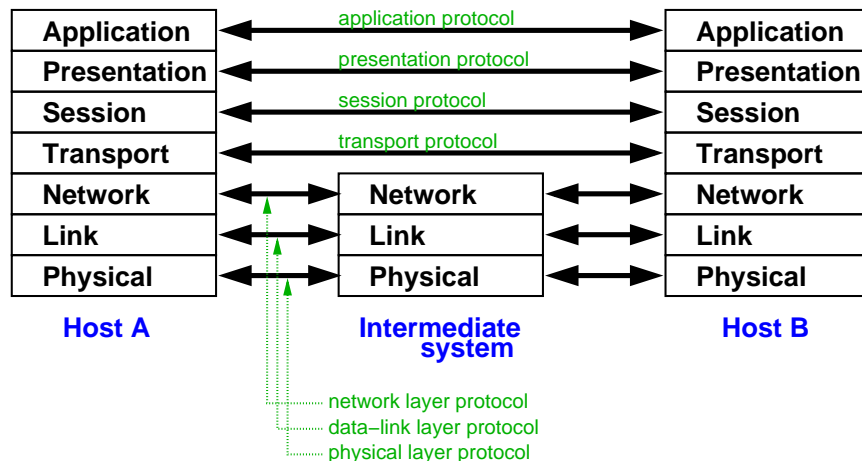 Application application protocol Application
Presentation presentation protocol Presentation
Session session protocol Session
Transport transport protocol Transport
Network Network Network
Link Link Link
Physical Physical Physical
Host A Intermediate Host B
system
network layer protocol
data–link layer protocol
physical layer protocol